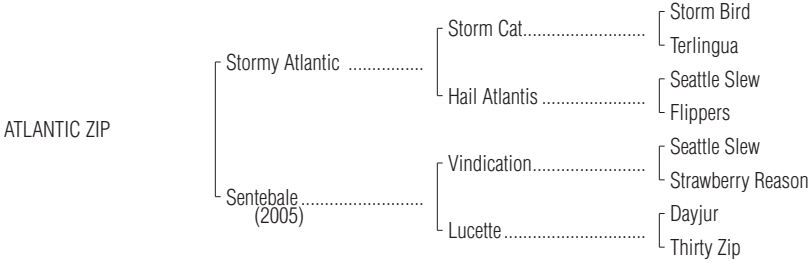 Storm Bird
Storm Cat..........................
Terlingua
Stormy Atlantic ................
Seattle Slew
Hail Atlantis ......................
Flippers
ATLANTIC ZIP
Seattle Slew
Vindication........................
Strawberry Reason
Sentebale..........................
(2005)
Dayjur
Lucette..............................
Thirty Zip